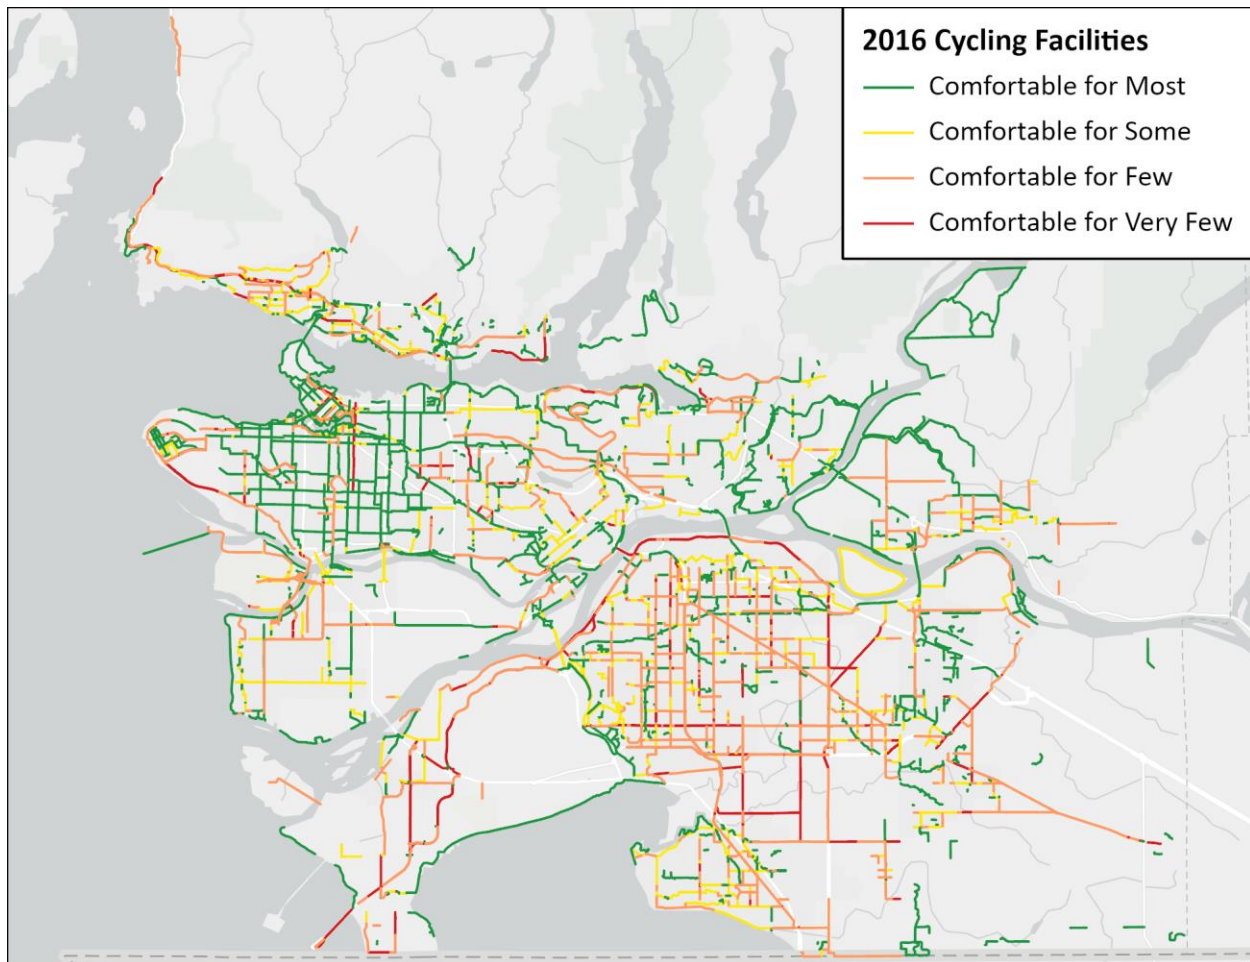 2016 Cycling Facilities
Comfortable for Most
Comfortable for Some
Comfortable for Few
Comfortable for Very Few